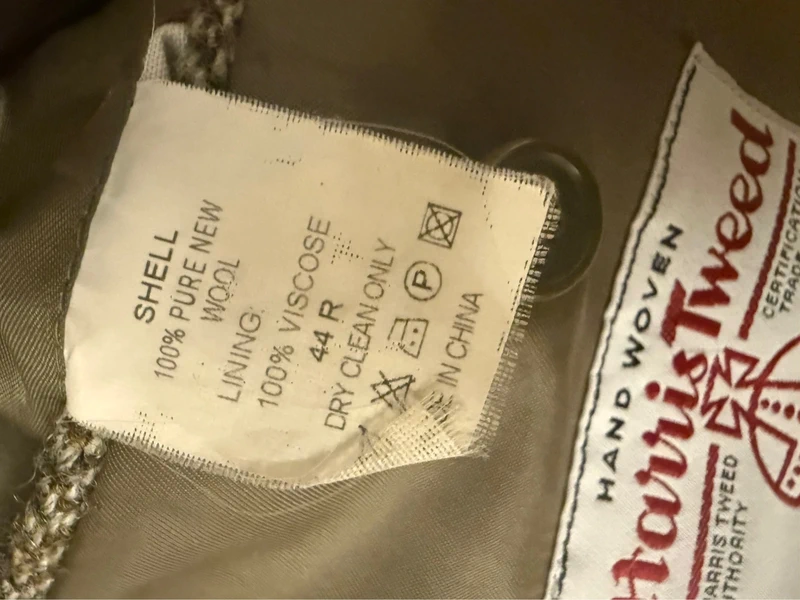 SHELL
100% PURE NEW
WOOL
LINING:
100% VISCOSE
44 R
DRY CLEAN ONLY
P
IN CHINA
HAND WOVEN
Harris Tweed
HARRIS TWEED
CERTIFICATION